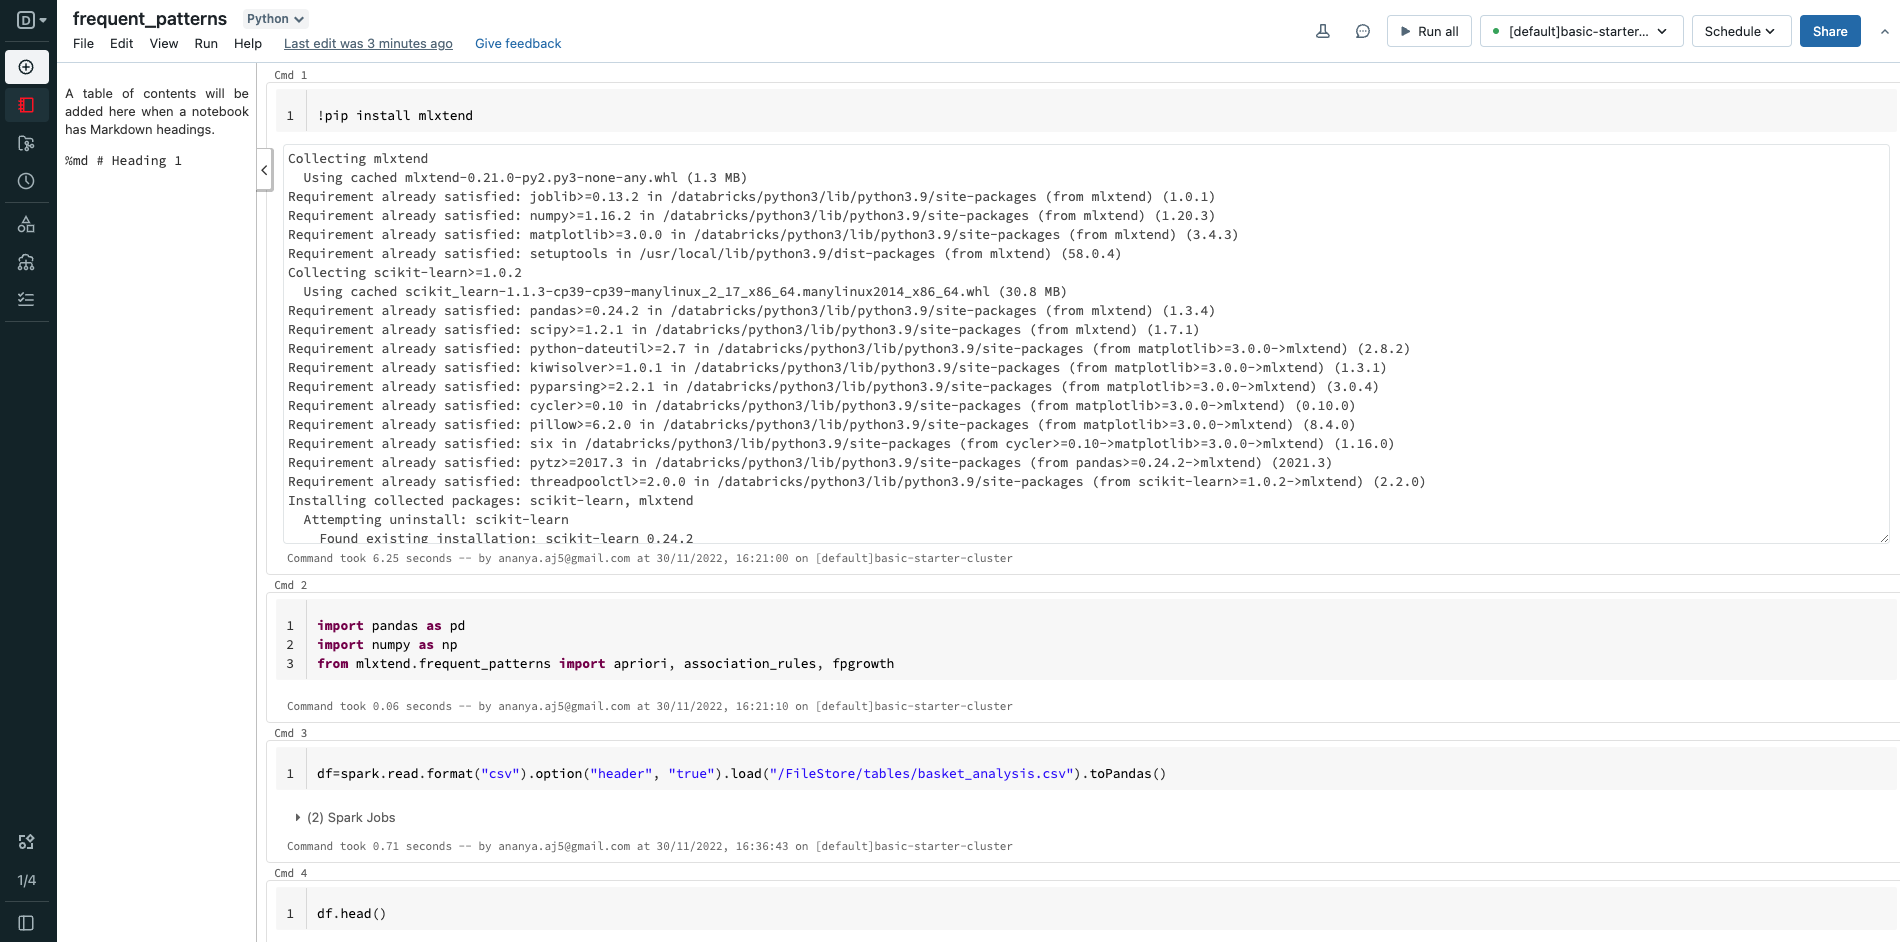 D
frequent_patterns Python
File Edit View Run Help Last edit was 3 minutes ago Give feedback
Run all [default]basic-starter... Schedule Share
A table of contents will be
added here when a notebook
has Markdown headings.
%md # Heading 1
Cmd 1
1 !pip install mlxtend
Collecting mlxtend
Using cached mlxtend-0.21.0-py2.py3-none-any.whl (1.3 MB)
Requirement already satisfied: joblib>=0.13.2 in /databricks/python3/lib/python3.9/site-packages (from mlxtend) (1.0.1)
Requirement already satisfied: numpy>=1.16.2 in /databricks/python3/lib/python3.9/site-packages (from mlxtend) (1.20.3)
Requirement already satisfied: matplotlib>=3.0.0 in /databricks/python3/lib/python3.9/site-packages (from mlxtend) (3.4.3)
Requirement already satisfied: setuptools in /usr/local/lib/python3.9/dist-packages (from mlxtend) (58.0.4)
Collecting scikit-learn>=1.0.2
Using cached scikit_learn-1.1.3-cp39-cp39-manylinux_2_17_x86_64.manylinux2014_x86_64.whl (30.8 MB)
Requirement already satisfied: pandas>=0.24.2 in /databricks/python3/lib/python3.9/site-packages (from mlxtend) (1.3.4)
Requirement already satisfied: scipy>=1.2.1 in /databricks/python3/lib/python3.9/site-packages (from mlxtend) (1.7.1)
Requirement already satisfied: python-dateutil>=2.7 in /databricks/python3/lib/python3.9/site-packages (from matplotlib>=3.0.0->mlxtend) (2.8.2)
Requirement already satisfied: kiwisolver>=1.0.1 in /databricks/python3/lib/python3.9/site-packages (from matplotlib>=3.0.0->mlxtend) (1.3.1)
Requirement already satisfied: pyparsing>=2.2.1 in /databricks/python3/lib/python3.9/site-packages (from matplotlib>=3.0.0->mlxtend) (3.0.4)
Requirement already satisfied: cycler>=0.10 in /databricks/python3/lib/python3.9/site-packages (from matplotlib>=3.0.0->mlxtend) (0.10.0)
Requirement already satisfied: pillow>=6.2.0 in /databricks/python3/lib/python3.9/site-packages (from matplotlib>=3.0.0->mlxtend) (8.4.0)
Requirement already satisfied: six in /databricks/python3/lib/python3.9/site-packages (from cycler>=0.10->matplotlib>=3.0.0->mlxtend) (1.16.0)
Requirement already satisfied: pytz>=2017.3 in /databricks/python3/lib/python3.9/site-packages (from pandas>=0.24.2->mlxtend) (2021.3)
Requirement already satisfied: threadpoolctl>=2.0.0 in /databricks/python3/lib/python3.9/site-packages (from scikit-learn>=1.0.2->mlxtend) (2.2.0)
Installing collected packages: scikit-learn, mlxtend
Attempting uninstall: scikit-learn
Found existing installation: scikit-learn 0.24.2
Command took 6.25 seconds -- by ananya.aj5@gmail.com at 30/11/2022, 16:21:00 on [default]basic-starter-cluster
Cmd 2
1 import pandas as pd
2 import numpy as np
3 from mlxtend.frequent_patterns import apriori, association_rules, fpgrowth
Command took 0.06 seconds -- by ananya.aj5@gmail.com at 30/11/2022, 16:21:10 on [default]basic-starter-cluster
Cmd 3
1 df=spark.read.format("csv").option("header", "true").load("/FileStore/tables/basket_analysis.csv").toPandas()
(2) Spark Jobs
Command took 0.71 seconds -- by ananya.aj5@gmail.com at 30/11/2022, 16:36:43 on [default]basic-starter-cluster
Cmd 4
1 df.head()
1/4